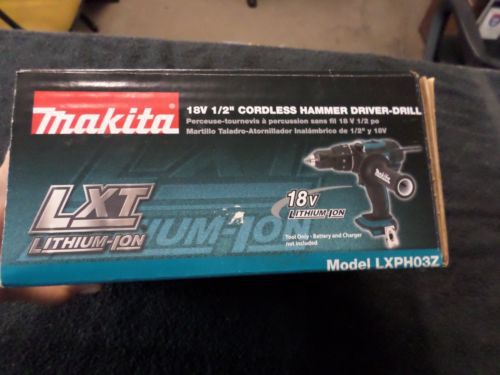 makita
18V 1/2" CORDLESS HAMMER DRIVER-DRILL
Perceuse-tournevis à percussion sans fil 18 V 1/2 po
Martillo Taladro-Atornillador Inalámbrico de 1/2" y 18V
LXT
LITHIUM-ION
18V
LITHIUM-ION
makita
Tool Only - Battery and Charger
not included.
Model LXPH03Z